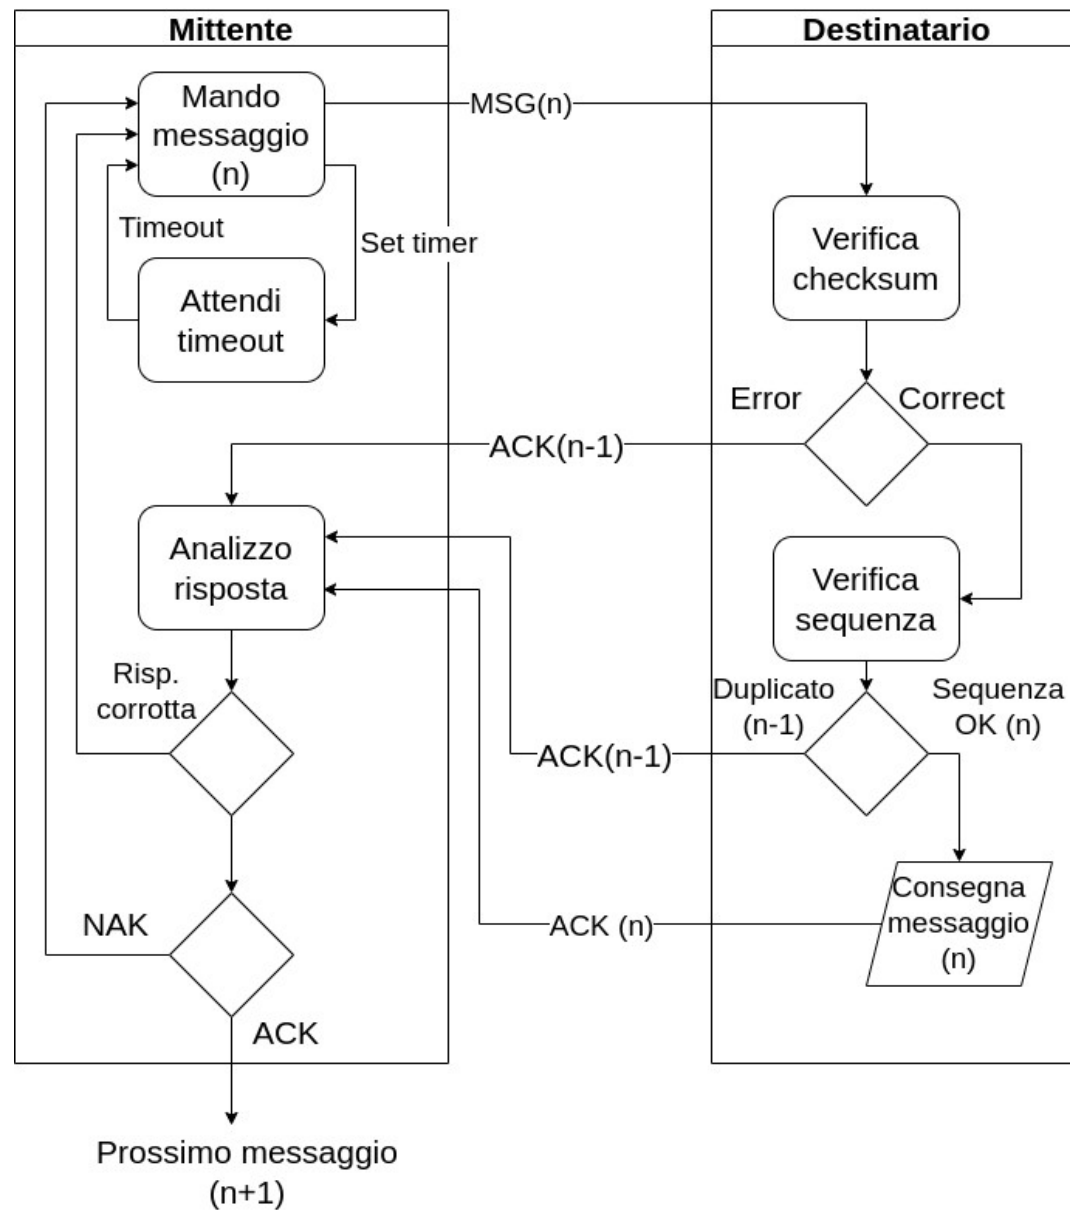 Mittente
Destinatario
Mando
messaggio
(n)
MSG(n)
Timeout
Set timer
Verifica
checksum
Attendi
timeout
Error
Correct
ACK(n-1)
Analizzo
risposta
Verifica
sequenza
Risp.
corrotta
Duplicato
(n-1)
Sequenza
OK (n)
ACK(n-1)
Consegna
messaggio
(n)
NAK
ACK (n)
ACK
Prossimo messaggio
(n+1)